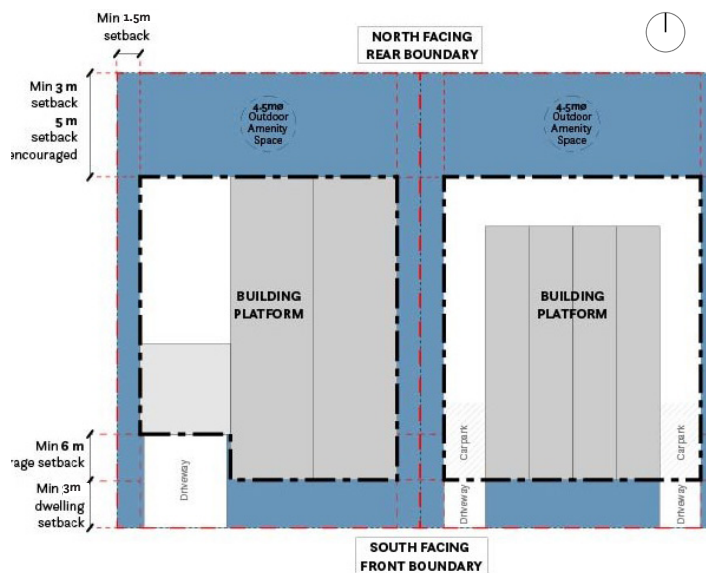 Min 1.5m
setback
NORTH FACING
REAR BOUNDARY
Min 3 m
setback
5 m
setback
encouraged
4.5mø
Outdoor
Amenity
Space
4.5mø
Outdoor
Amenity
Space
BUILDING
PLATFORM
BUILDING
PLATFORM
Min 6 m
rage setback
Min 3m
dwelling
setback
Driveway
Carpark
Driveway
Carpark
Driveway
SOUTH FACING
FRONT BOUNDARY